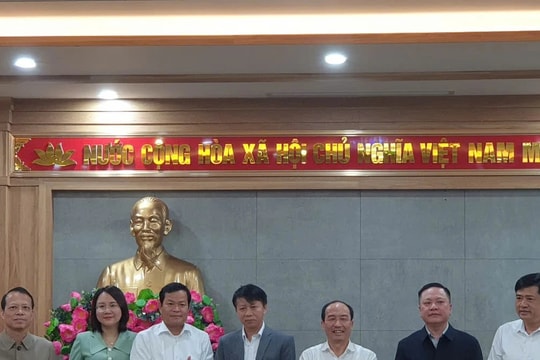 NƯỚC CỘNG HÒA XÃ HỘI CHỦ NGHĨA VIỆT NAM M